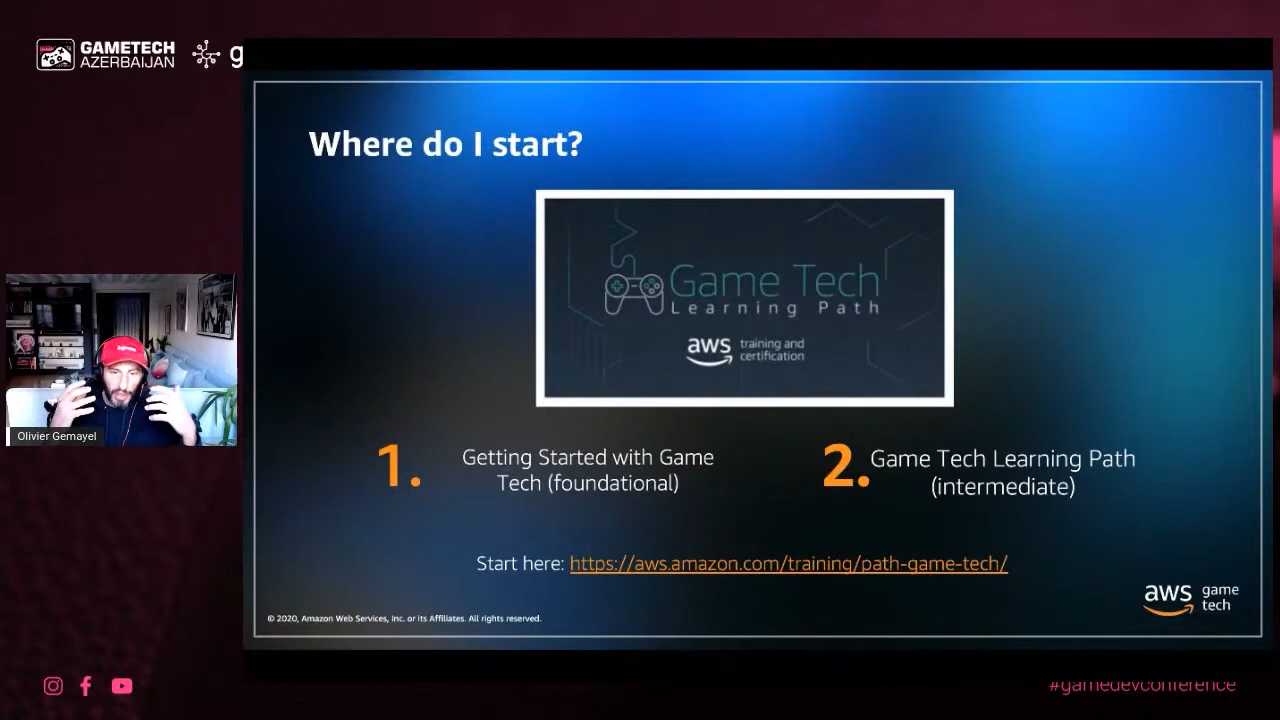 GAMETECH
AZERBAIJAN
g
Where do I start?
Game Tech
Learning Path
aws training and
certification
1. Getting Started with Game
Tech (foundational)
2. Game Tech Learning Path
(intermediate)
Start here: https://aws.amazon.com/training/path-game-tech/
Olivier Gemayel
aws game
tech
© 2020, Amazon Web Services, Inc. or its Affiliates. All rights reserved.
#gamedevconference